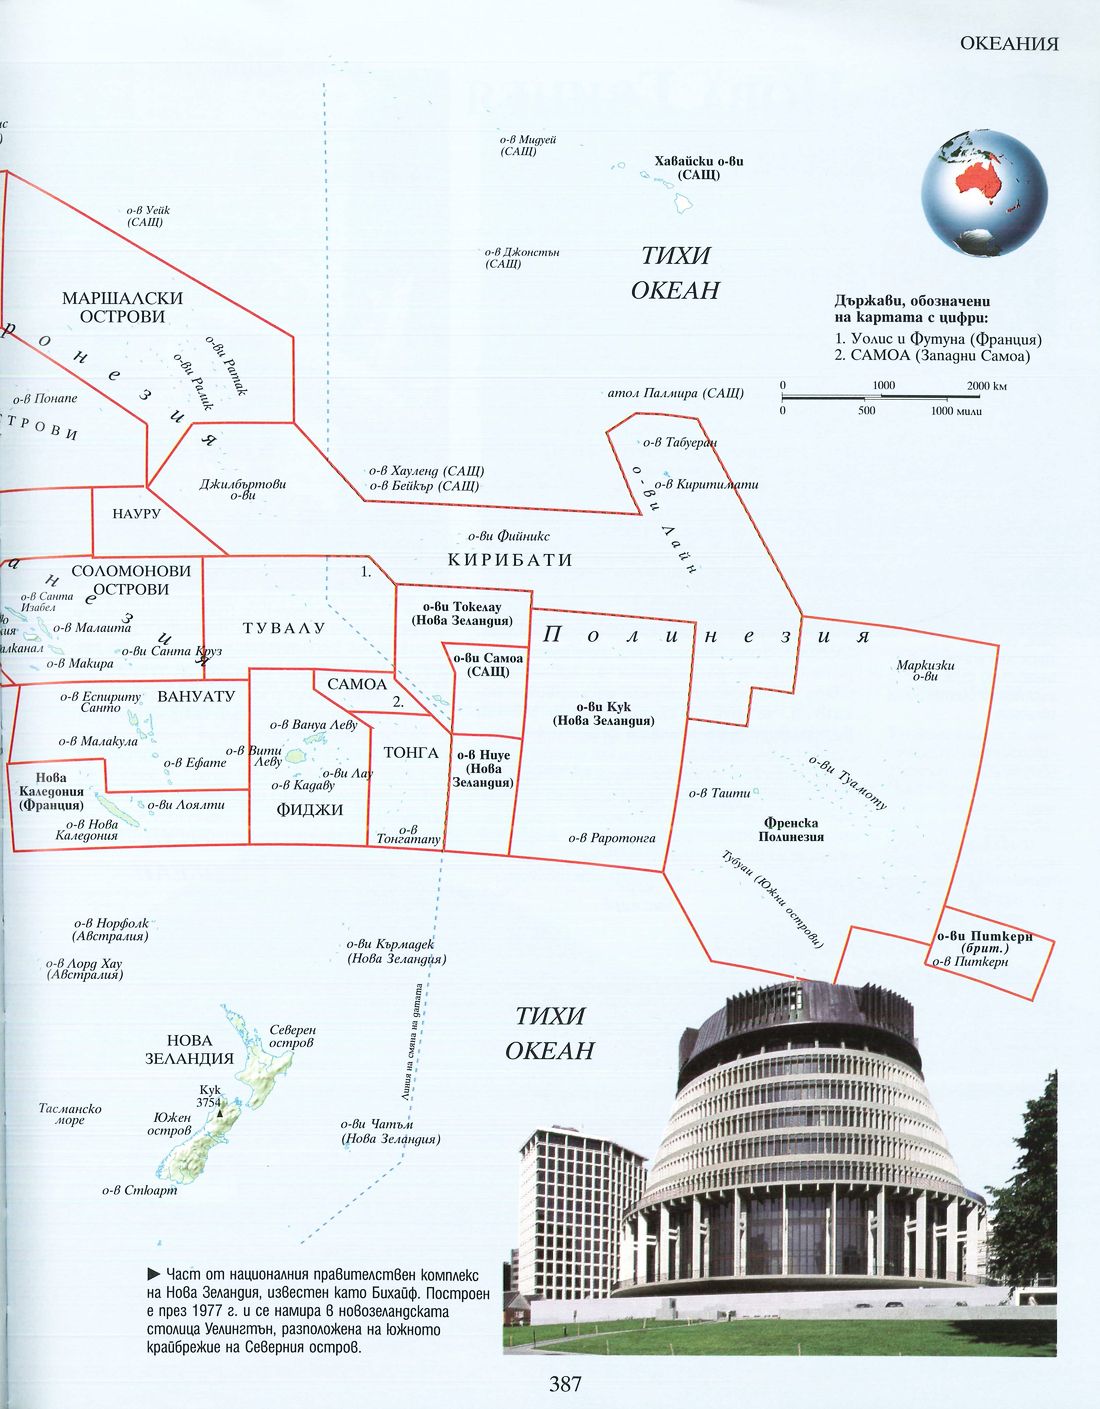 ОКЕАНИЯ
о-в Мидуей
(САЩ)
Хавайски о-ви
(САЩ)
о-в Уейк
(САЩ)
о-в Джонстън
(САЩ)
ТИХИ
ОКЕАН
МАРШАЛСКИ
ОСТРОВИ
Държави, обозначени
на картата с цифри:
1. Уолис и Футуна (Франция)
2. САМОА (Западни Самоа)
0 1000 2000 km
0 500 1000 мили
ронезия
о-ви Ратак
о-ви Ралик
о-в Понапе
ТРОВИ
атол Палмира (САЩ)
о-в Табуеран
о-в Киритимати
о-ви Лайн
о-в Хауленд (САЩ)
о-в Бейкър (САЩ)
Джилбъртови
о-ви
НАУРУ
о-ви Фийникс
КИРИБАТИ
1.
СОЛОМОНОВИ
ОСТРОВИ
анезия
о-в Санта
Изабел
о-в Малаита
о-ви Санта Круз
о-в Макира
алканал
ТУВАЛУ
о-ви Токелау
(Нова Зеландия)
Полинезия
о-ви Самоа
(САЩ)
САМОА
2.
Маркизки
о-ви
о-в Еспириту
Санто
ВАНУАТУ
о-в Малакула
о-в Ефате
о-ви Кук
(Нова Зеландия)
о-в Вануа Леву
о-в Вити
Леву
о-ви Лау
о-в Кадаву
ФИДЖИ
ТОНГА
о-в
Тонгатапу
о-в Ниуе
(Нова
Зеландия)
Нова
Каледония
(Франция)
о-ви Лоялти
о-в Нова
Каледония
о-в Раротонга
о-в Таити
о-ви Туамоту
Френска
Полинезия
Тубуаи (Южни острови)
о-ви Питкерн
(брит.)
о-в Питкерн
о-в Норфолк
(Австралия)
о-в Лорд Хау
(Австралия)
о-ви Кърмадек
(Нова Зеландия)
Линия на смяна на датата
ТИХИ
ОКЕАН
НОВА
ЗЕЛАНДИЯ
Северен
остров
Кук
3754
Южен
остров
Тасманско
море
о-ви Чатъм
(Нова Зеландия)
о-в Стюарт
▶ Част от националния правителствен комплекс
на Нова Зеландия, известен като Бихайф. Построен
е през 1977 г. и се намира в новозеландската
столица Уелингтън, разположена на южното
крайбрежие на Северния остров.
387